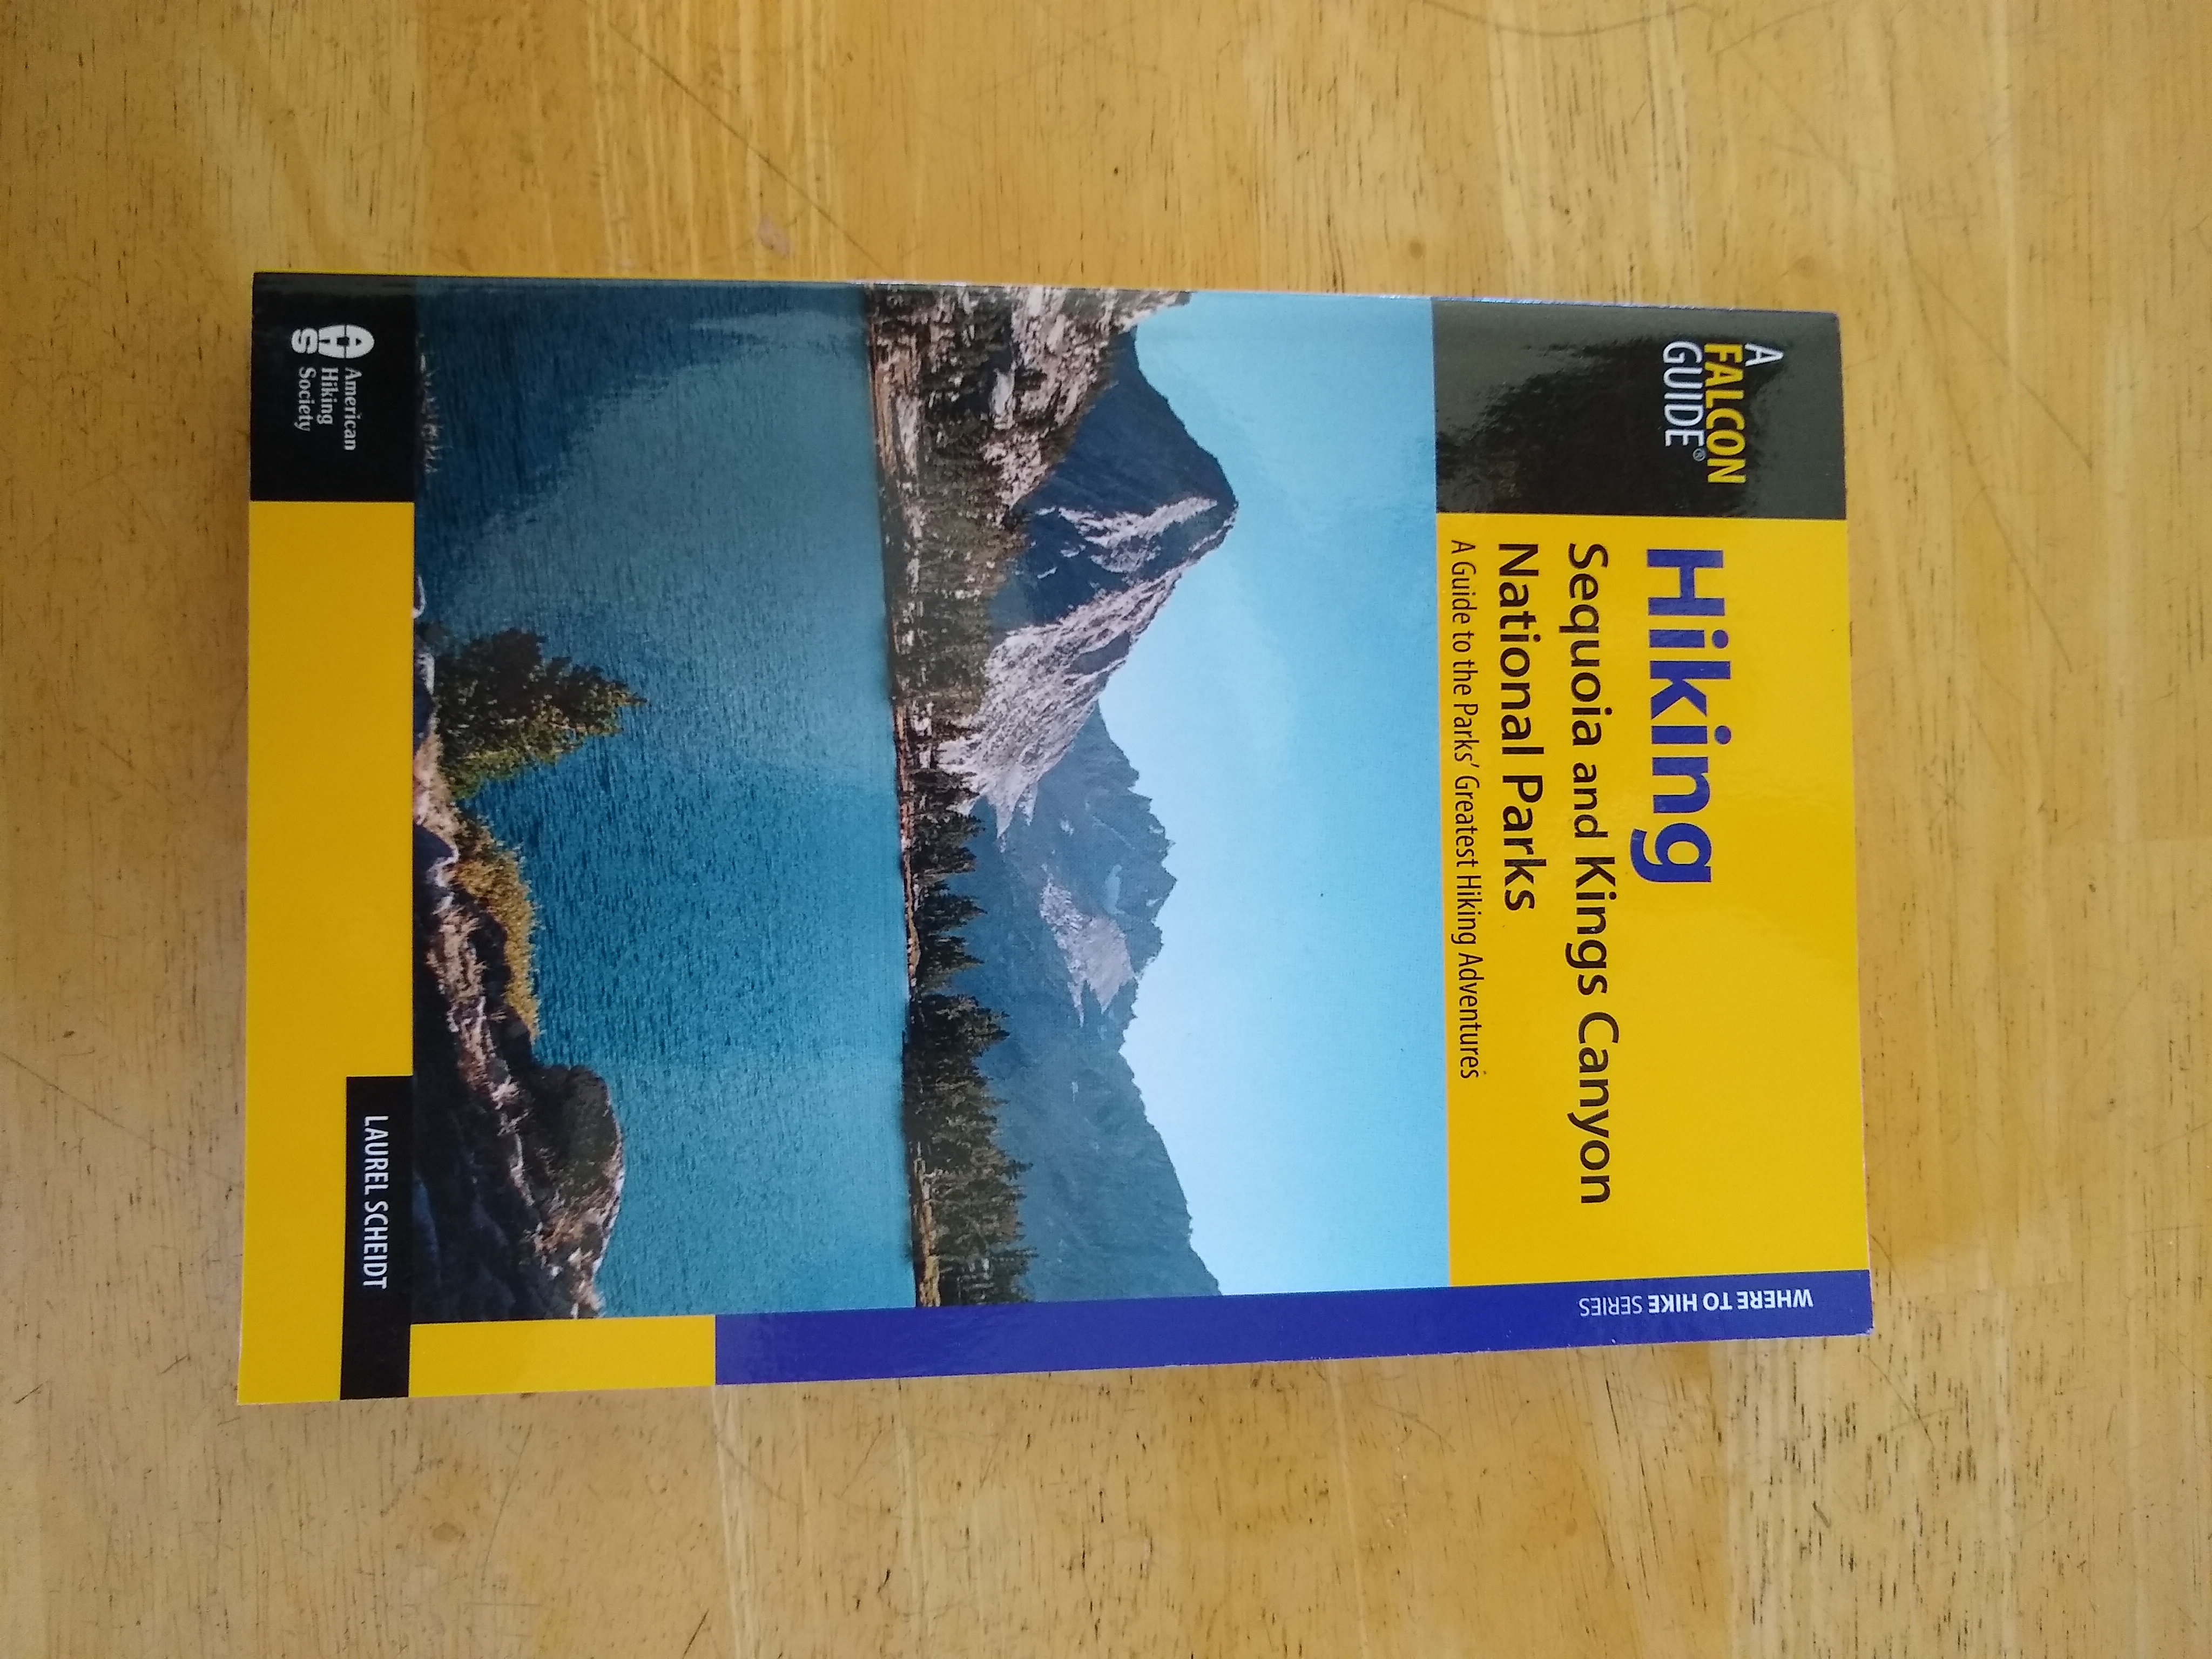 A
FALCON
GUIDE®
Hiking
Sequoia and Kings Canyon
National Parks
A Guide to the Parks' Greatest Hiking Adventures
WHERE TO HIKE SERIES
AHS
American
Hiking
Society
LAUREL SCHEIDT